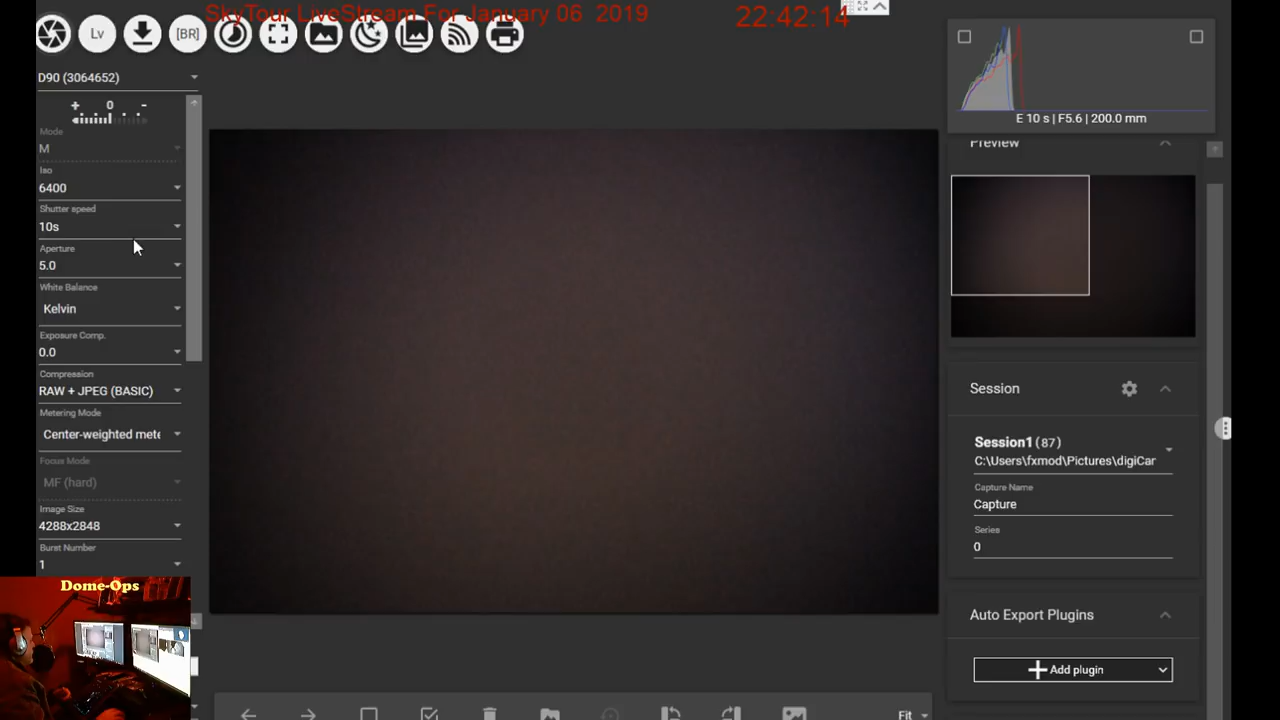 SkyTour LiveStream For January 06 2019
22:42:14
Lv
[BR]
D90 (3064652)
+ 0 -
Mode
M
Iso
6400
Shutter speed
10s
Aperture
5.0
White Balance
Kelvin
Exposure Comp.
0.0
Compression
RAW + JPEG (BASIC)
Metering Mode
Center-weighted mete
Focus Mode
MF (hard)
Image Size
4288x2848
Burst Number
1
Dome-Ops
E 10 s | F5.6 | 200.0 mm
Preview
Session
Session1 (87)
C:\Users\fxmod\Pictures\digiCar
Capture Name
Capture
Series
0
Auto Export Plugins
Add plugin
Fit